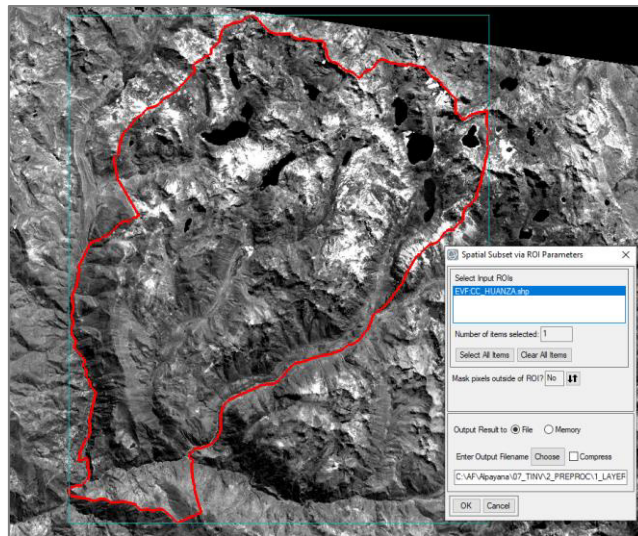 Spatial Subset via ROI Parameters
Select Input ROIs
EVF:CC_HUANZA.shp
Number of items selected: 1
Select All Items Clear All Items
Mask pixels outside of ROI? No
Output Result to File Memory
Enter Output Filename Choose Compress
C:\AF\Alpayana\07_TINV\2_PREPROC\1_LAYER
OK Cancel